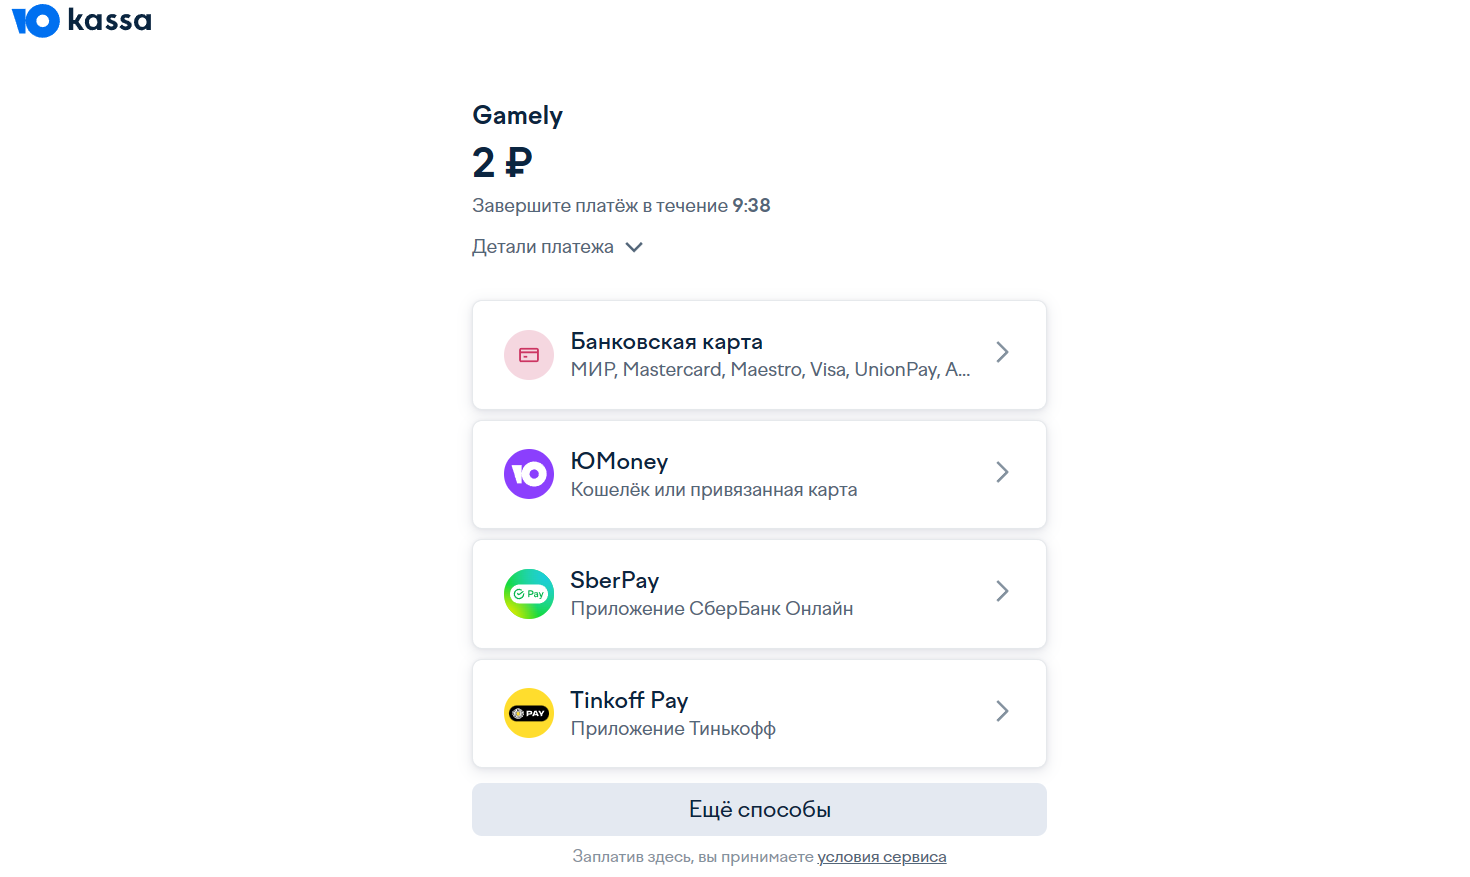 Ю kassa
Gamely
2 ₽
Завершите платёж в течение 9:38
Детали платежа
Банковская карта
МИР, Mastercard, Maestro, Visa, UnionPay, A...
Ю
ЮMoney
Кошелёк или привязанная карта
Pay
SberPay
Приложение СберБанк Онлайн
PAY
Tinkoff Pay
Приложение Тинькофф
Ещё способы
Заплатив здесь, вы принимаете условия сервиса